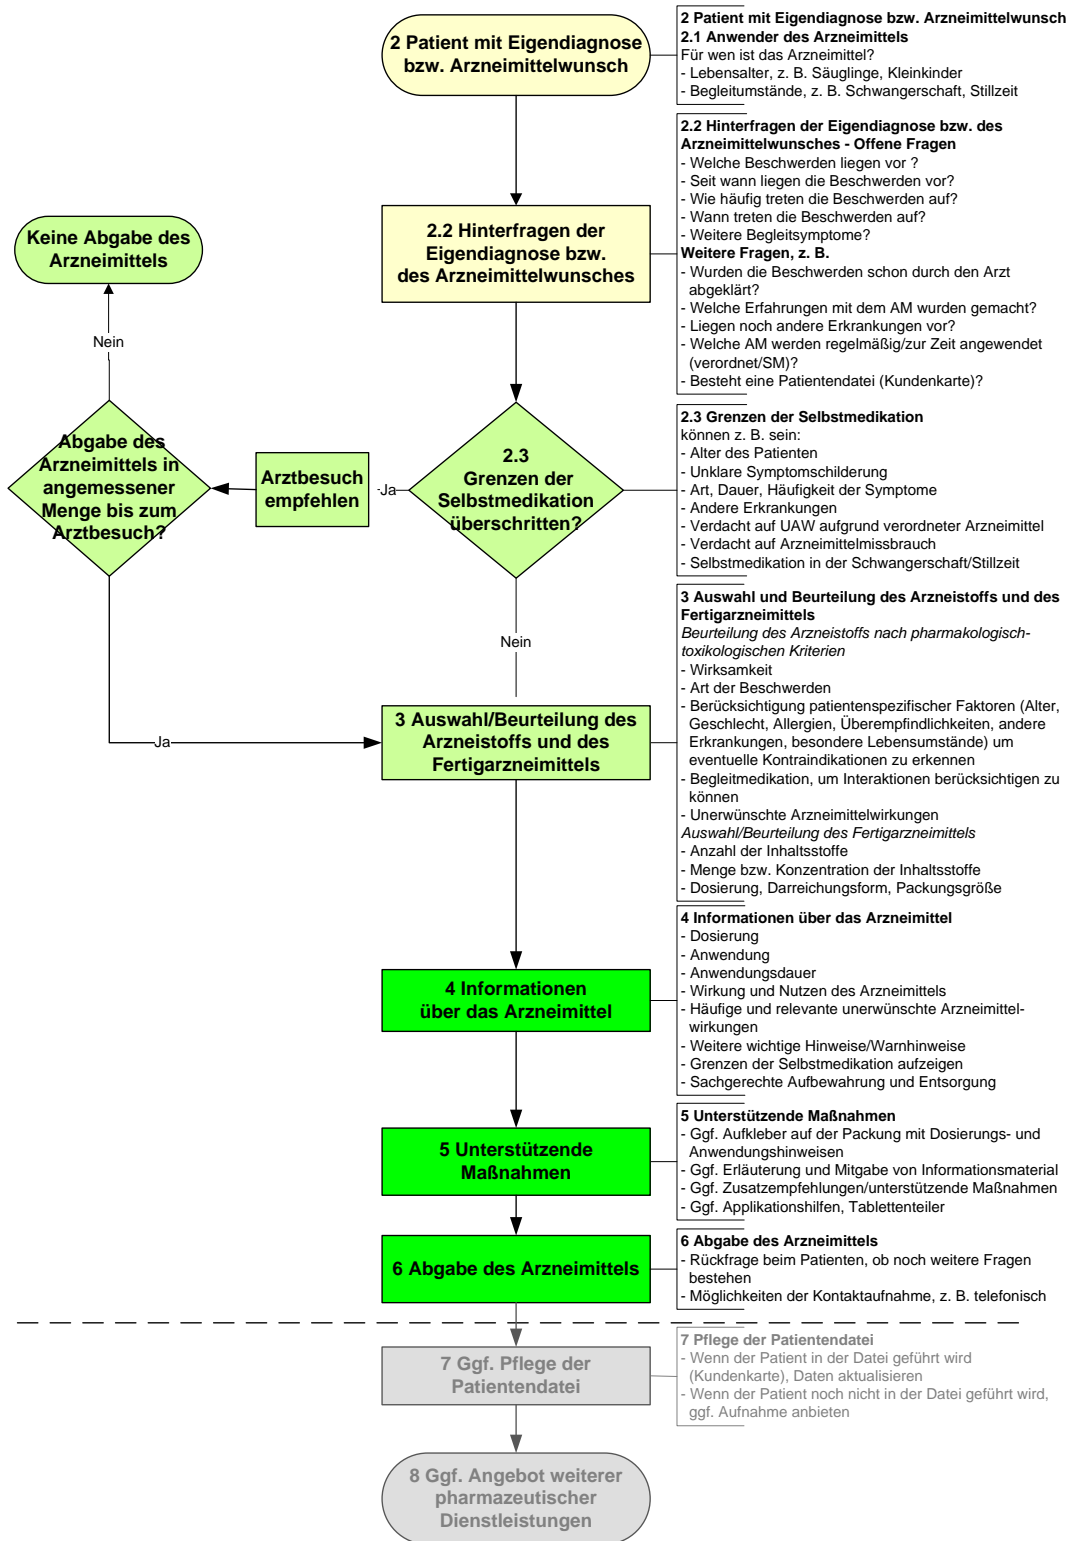 2 Patient mit Eigendiagnose
bzw. Arzneimittelwunsch
2 Patient mit Eigendiagnose bzw. Arzneimittelwunsch
2.1 Anwender des Arzneimittels
Für wen ist das Arzneimittel?
- Lebensalter, z. B. Säuglinge, Kleinkinder
- Begleitumstände, z. B. Schwangerschaft, Stillzeit
2.2 Hinterfragen der
Eigendiagnose bzw.
des Arzneimittelwunsches
2.2 Hinterfragen der Eigendiagnose bzw. des
Arzneimittelwunsches - Offene Fragen
- Welche Beschwerden liegen vor ?
- Seit wann liegen die Beschwerden vor?
- Wie häufig treten die Beschwerden auf?
- Wann treten die Beschwerden auf?
- Weitere Begleitsymptome?
Weitere Fragen, z. B.
- Wurden die Beschwerden schon durch den Arzt
abgeklärt?
- Welche Erfahrungen mit dem AM wurden gemacht?
- Liegen noch andere Erkrankungen vor?
- Welche AM werden regelmäßig/zur Zeit angewendet
(verordnet/SM)?
- Besteht eine Patientendatei (Kundenkarte)?
Keine Abgabe des
Arzneimittels
Nein
Abgabe des
Arzneimittels in
angemessener
Menge bis zum
Arztbesuch?
Arztbesuch
empfehlen
Ja
2.3
Grenzen der
Selbstmedikation
überschritten?
2.3 Grenzen der Selbstmedikation
können z. B. sein:
- Alter des Patienten
- Unklare Symptomschilderung
- Art, Dauer, Häufigkeit der Symptome
- Andere Erkrankungen
- Verdacht auf UAW aufgrund verordneter Arzneimittel
- Verdacht auf Arzneimittelmissbrauch
- Selbstmedikation in der Schwangerschaft/Stillzeit
Nein
Ja
3 Auswahl/Beurteilung des
Arzneistoffs und des
Fertigarzneimittels
3 Auswahl und Beurteilung des Arzneistoffs und des
Fertigarzneimittels
Beurteilung des Arzneistoffs nach pharmakologisch-
toxikologischen Kriterien
- Wirksamkeit
- Art der Beschwerden
- Berücksichtigung patientenspezifischer Faktoren (Alter,
Geschlecht, Allergien, Überempfindlichkeiten, andere
Erkrankungen, besondere Lebensumstände) um
eventuelle Kontraindikationen zu erkennen
- Begleitmedikation, um Interaktionen berücksichtigen zu
können
- Unerwünschte Arzneimittelwirkungen
Auswahl/Beurteilung des Fertigarzneimittels
- Anzahl der Inhaltsstoffe
- Menge bzw. Konzentration der Inhaltsstoffe
- Dosierung, Darreichungsform, Packungsgröße
4 Informationen
über das Arzneimittel
4 Informationen über das Arzneimittel
- Dosierung
- Anwendung
- Anwendungsdauer
- Wirkung und Nutzen des Arzneimittels
- Häufige und relevante unerwünschte Arzneimittel-
wirkungen
- Weitere wichtige Hinweise/Warnhinweise
- Grenzen der Selbstmedikation aufzeigen
- Sachgerechte Aufbewahrung und Entsorgung
5 Unterstützende
Maßnahmen
5 Unterstützende Maßnahmen
- Ggf. Aufkleber auf der Packung mit Dosierungs- und
Anwendungshinweisen
- Ggf. Erläuterung und Mitgabe von Informationsmaterial
- Ggf. Zusatzempfehlungen/unterstützende Maßnahmen
- Ggf. Applikationshilfen, Tablettenteiler
6 Abgabe des Arzneimittels
6 Abgabe des Arzneimittels
- Rückfrage beim Patienten, ob noch weitere Fragen
bestehen
- Möglichkeiten der Kontaktaufnahme, z. B. telefonisch
7 Ggf. Pflege der
Patientendatei
7 Pflege der Patientendatei
- Wenn der Patient in der Datei geführt wird
(Kundenkarte), Daten aktualisieren
- Wenn der Patient noch nicht in der Datei geführt wird,
ggf. Aufnahme anbieten
8 Ggf. Angebot weiterer
pharmazeutischer
Dienstleistungen